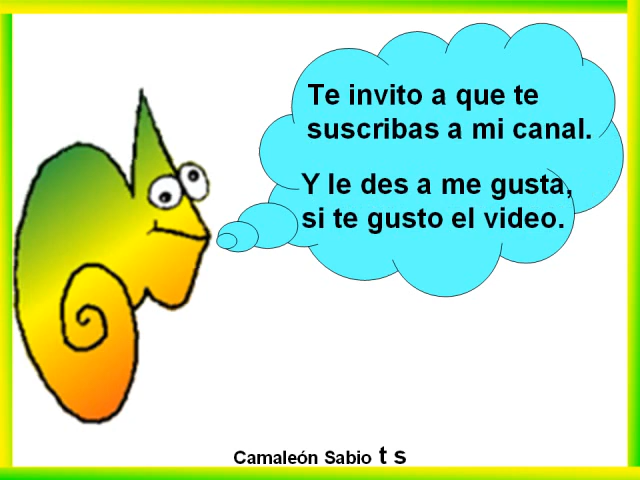 Te invito a que te
suscribas a mi canal.
Y le des a me gusta,
si te gusto el video.
Camaleón Sabio t s